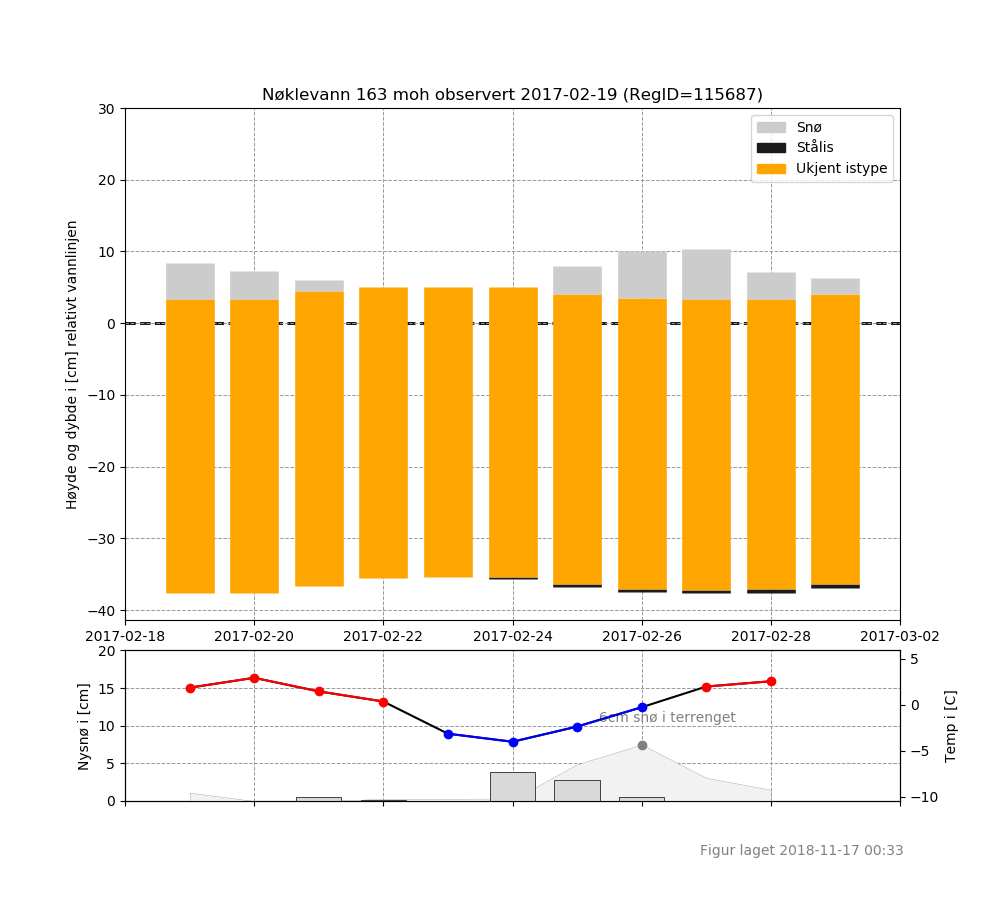 Nøklevann 163 moh observert 2017-02-19 (RegID=115687)
Høyde og dybde i [cm] relativt vannlinjen
30
20
10
0
−10
−20
−30
−40
Snø
Stålis
Ukjent istype
2017-02-18 2017-02-20 2017-02-22 2017-02-24 2017-02-26 2017-02-28 2017-03-02
Nysnø i [cm]
20
15
10
5
0
6cm snø i terrenget
5
0
−5
−10
Temp i [C]
Figur laget 2018-11-17 00:33